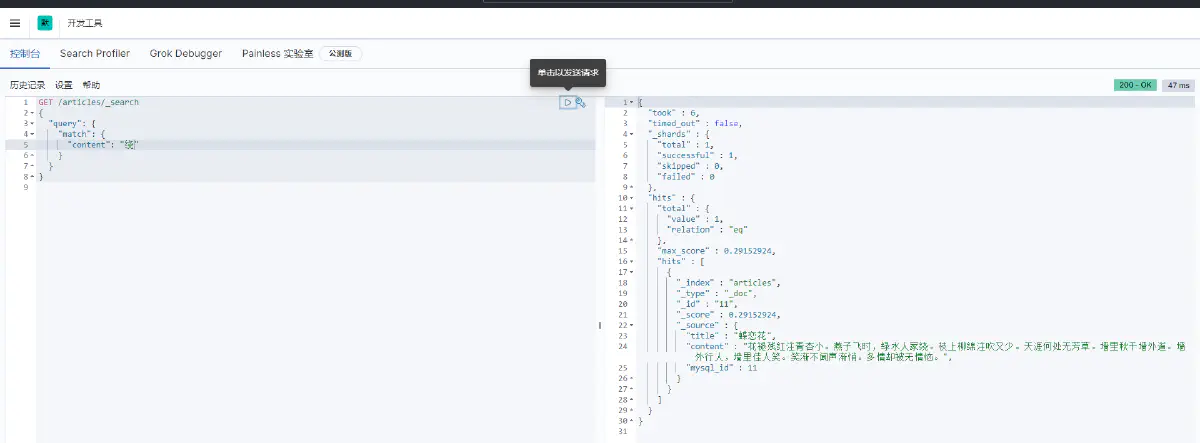 默
开发工具
控制台 Search Profiler Grok Debugger Painless 实验室 公测版
单击以发送请求
历史记录 设置 帮助
200 - OK 47 ms
1 GET /articles/_search
2 {
3 "query": {
4 "match": {
5 "content": "绕"
6 }
7 }
8 }
9
1 {
2 "took" : 6,
3 "timed_out" : false,
4 "_shards" : {
5 "total" : 1,
6 "successful" : 1,
7 "skipped" : 0,
8 "failed" : 0
9 },
10 "hits" : {
11 "total" : {
12 "value" : 1,
13 "relation" : "eq"
14 },
15 "max_score" : 0.29152924,
16 "hits" : [
17 {
18 "_index" : "articles",
19 "_type" : "_doc",
20 "_id" : "11",
21 "_score" : 0.29152924,
22 "_source" : {
23 "title" : "蝶恋花",
24 "content" : "花褪残红注青杏小。燕子飞时，绿水人家绕。枝上柳绵注吹又少。天涯何处无芳草。墙里秋千墙外道。墙
外行人，墙里佳人笑。笑渐不闻声渐悄。多情却被无情恼。",
25 "mysql_id" : 11
26 }
27 }
28 ]
29 }
30 }
31